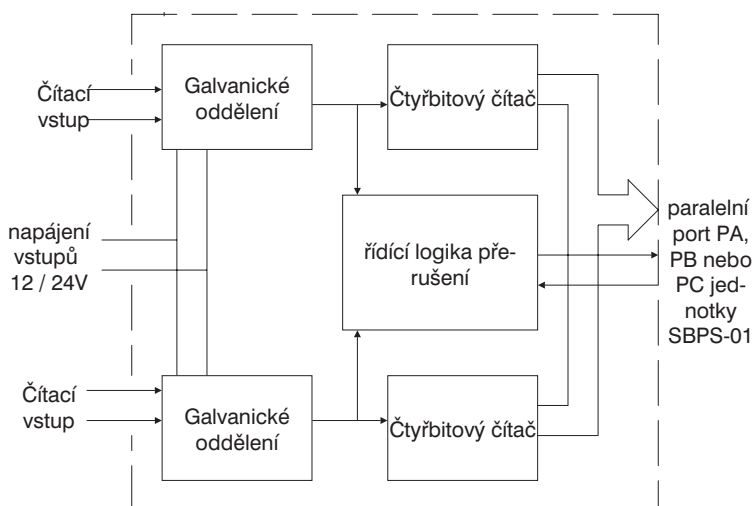 Čítací
vstup
Galvanické
oddělení
Čtyřbitový čítač
napájení
vstupů
12 / 24V
řídící logika pře-
rušení
paralelní
port PA,
PB nebo
PC jed-
notky
SBPS-01
Čítací
vstup
Galvanické
oddělení
Čtyřbitový čítač